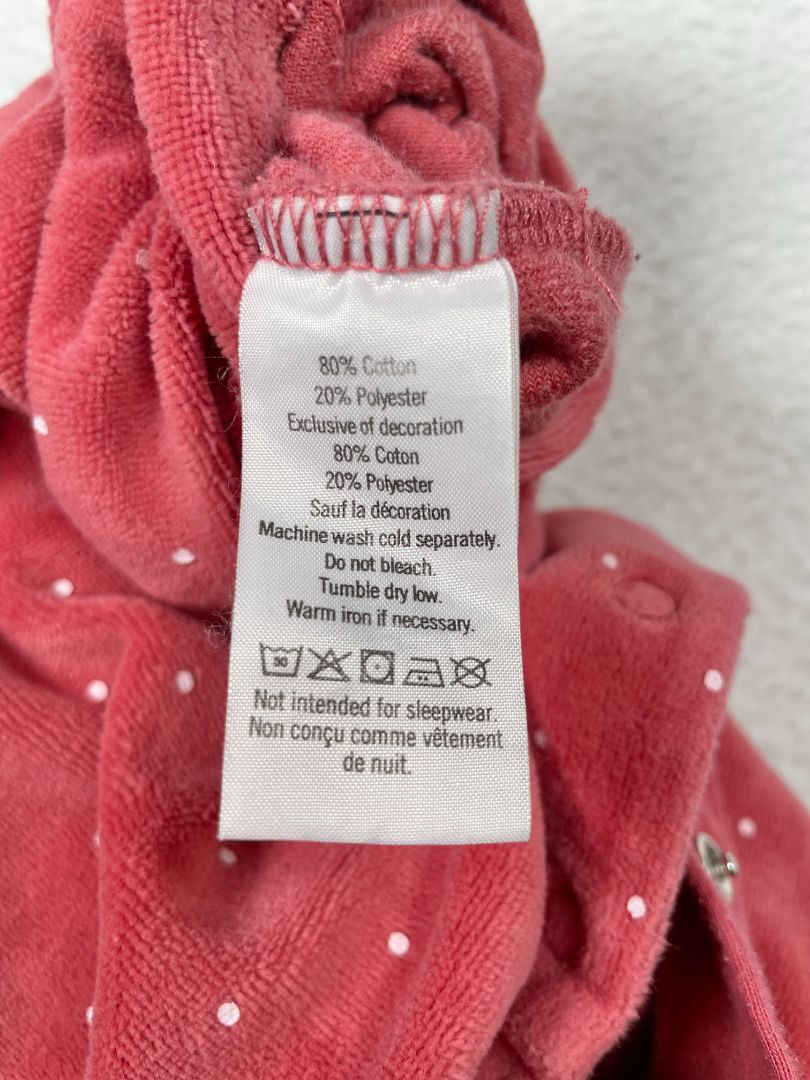 80% Cotton
20% Polyester
Exclusive of decoration
80% Coton
20% Polyester
Sauf la décoration
Machine wash cold separately.
Do not bleach.
Tumble dry low.
Warm iron if necessary.
30
Not intended for sleepwear.
Non conçu comme vêtement
de nuit.